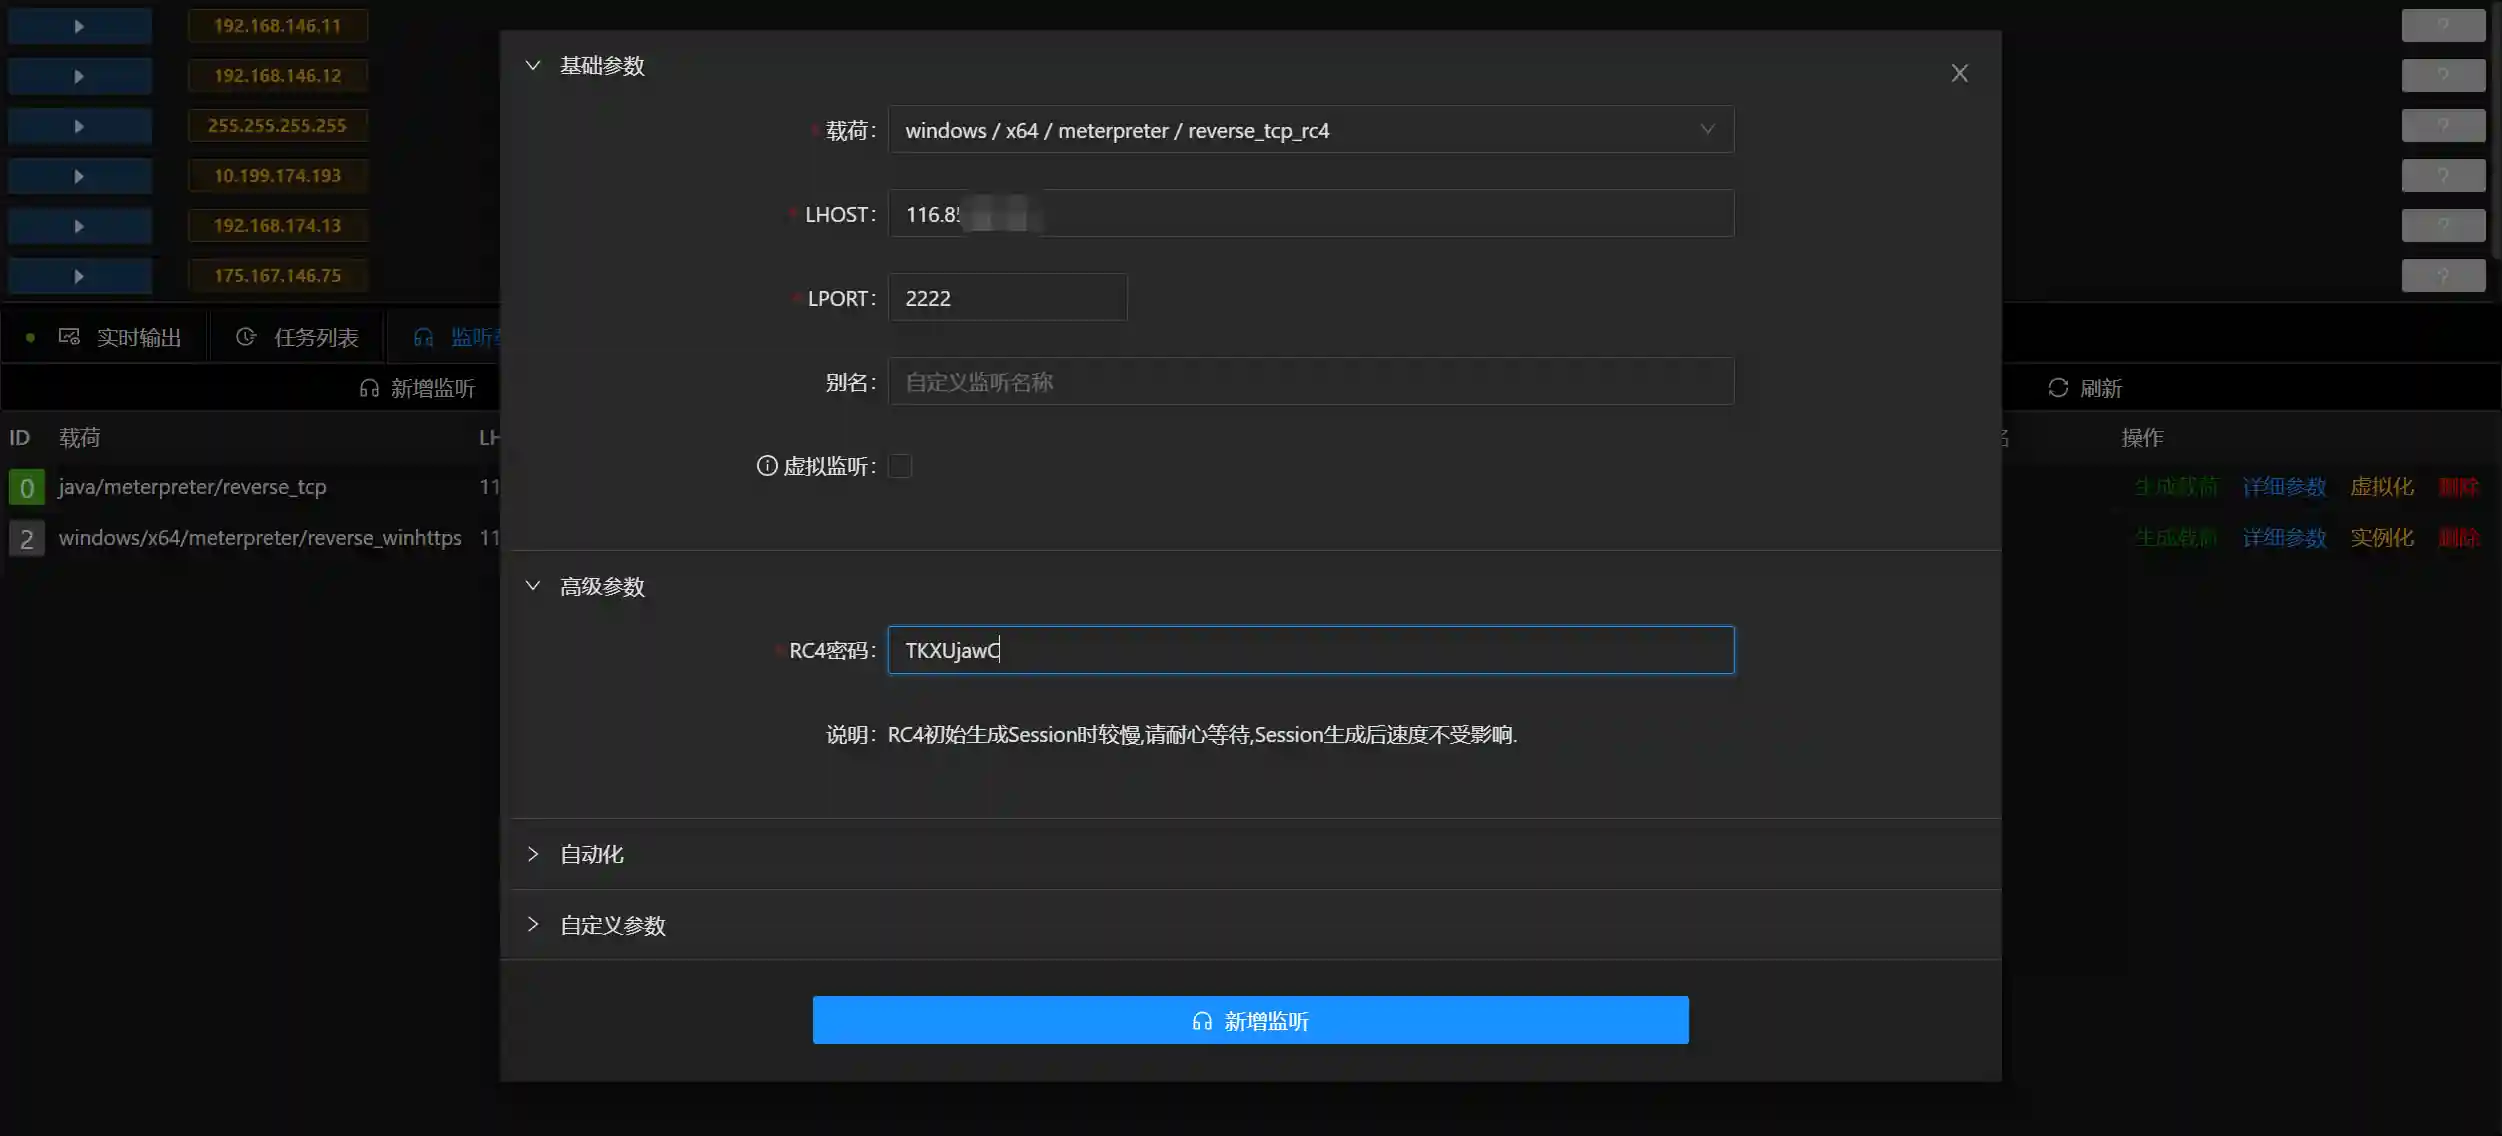 192.168.146.11
192.168.146.12
255.255.255.255
10.199.174.193
192.168.174.13
175.167.146.75
?
?
?
?
?
?
实时输出
任务列表
监听
新增监听
刷新
ID 载荷 LH 操作
0 java/meterpreter/reverse_tcp 11 生成载荷 详细参数 虚拟化 删除
2 windows/x64/meterpreter/reverse_winhttps 11 生成载荷 详细参数 实例化 删除
基础参数
* 载荷: windows / x64 / meterpreter / reverse_tcp_rc4
* LHOST: 116.8
* LPORT: 2222
别名: 自定义监听名称
虚拟监听:
高级参数
* RC4密码: TKXUjawC
说明: RC4初始生成Session时较慢,请耐心等待,Session生成后速度不受影响.
自动化
自定义参数
新增监听